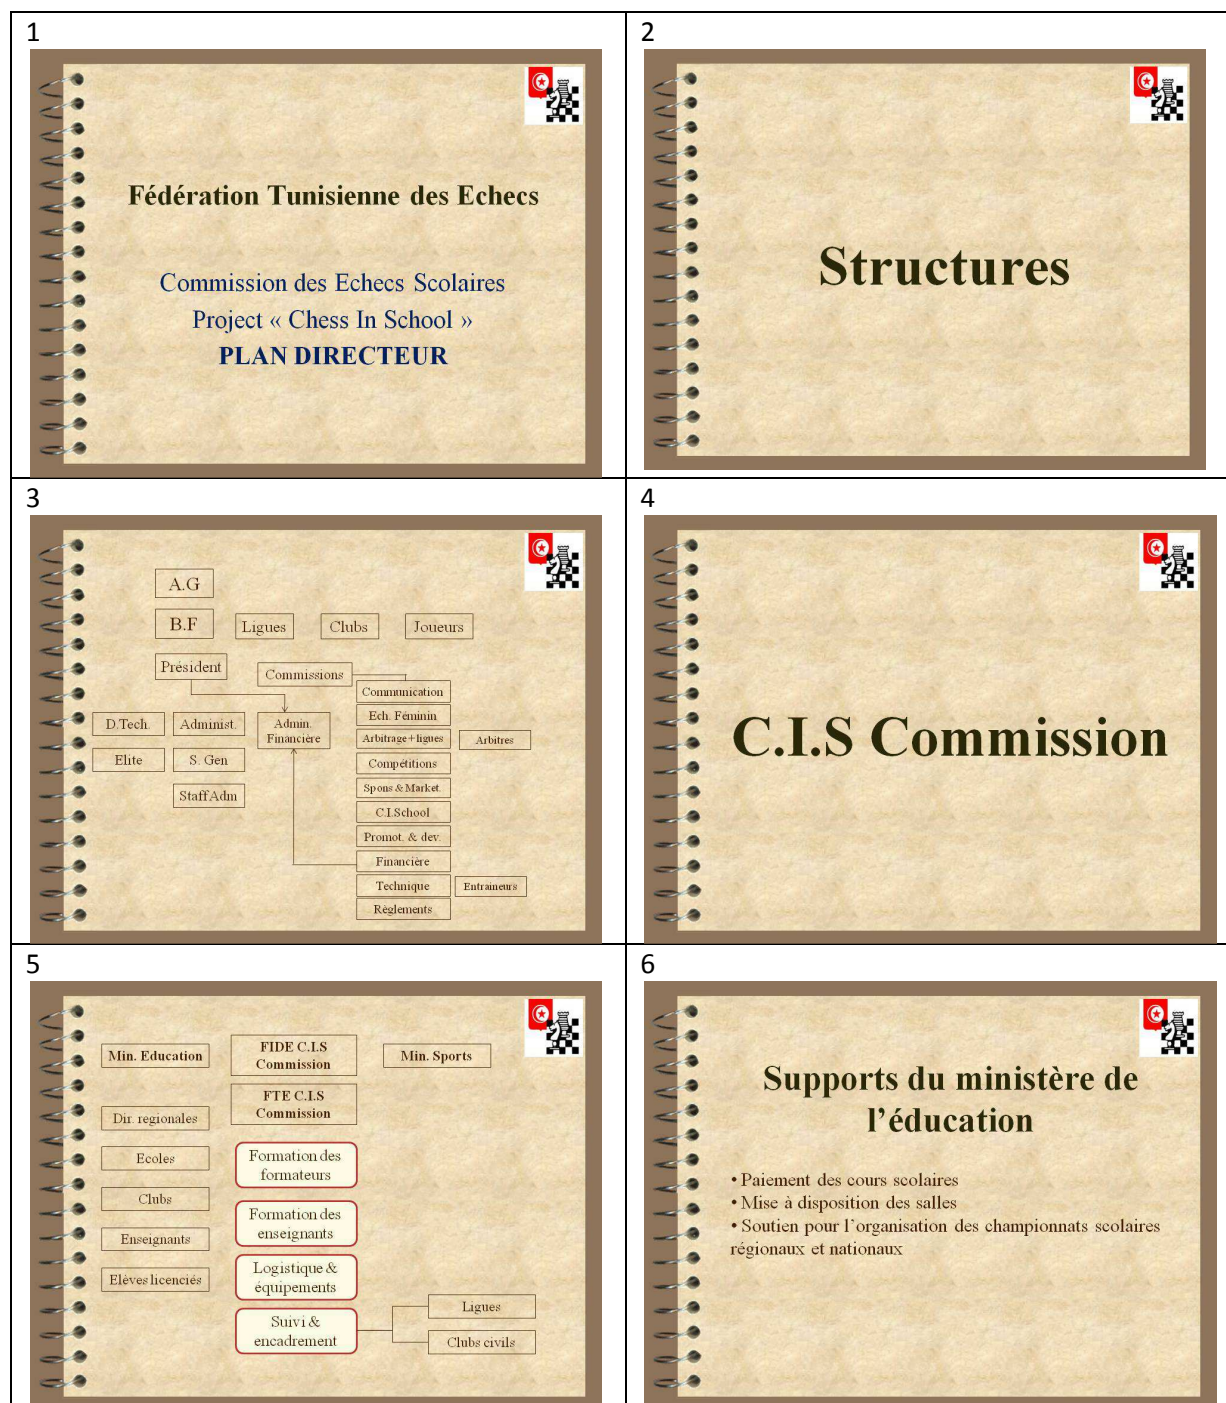 1
Fédération Tunisienne des Echecs
Commission des Echecs Scolaires
Project « Chess In School »
PLAN DIRECTEUR
2
Structures
3
A.G
B.F
Ligues
Clubs
Joueurs
Président
Commissions
Communication
D.Tech.
Administ.
Admin.
Financière
Ech. Féminin
Arbitrage + ligues
Arbitres
Elite
S. Gen
Compétitions
Staff Adm
Spons & Market.
C.I.School
Promot. & dev.
Financière
Technique
Entraineurs
Règlements
4
C.I.S Commission
5
Min. Education
FIDE C.I.S
Commission
Min. Sports
FTE C.I.S
Commission
Dir. regionales
Ecoles
Formation des
formateurs
Clubs
Formation des
enseignants
Enseignants
Logistique &
équipements
Elèves licenciés
Suivi &
encadrement
Ligues
Clubs civils
6
Supports du ministère de
l'éducation
• Paiement des cours scolaires
• Mise à disposition des salles
• Soutien pour l'organisation des championnats scolaires
régionaux et nationaux